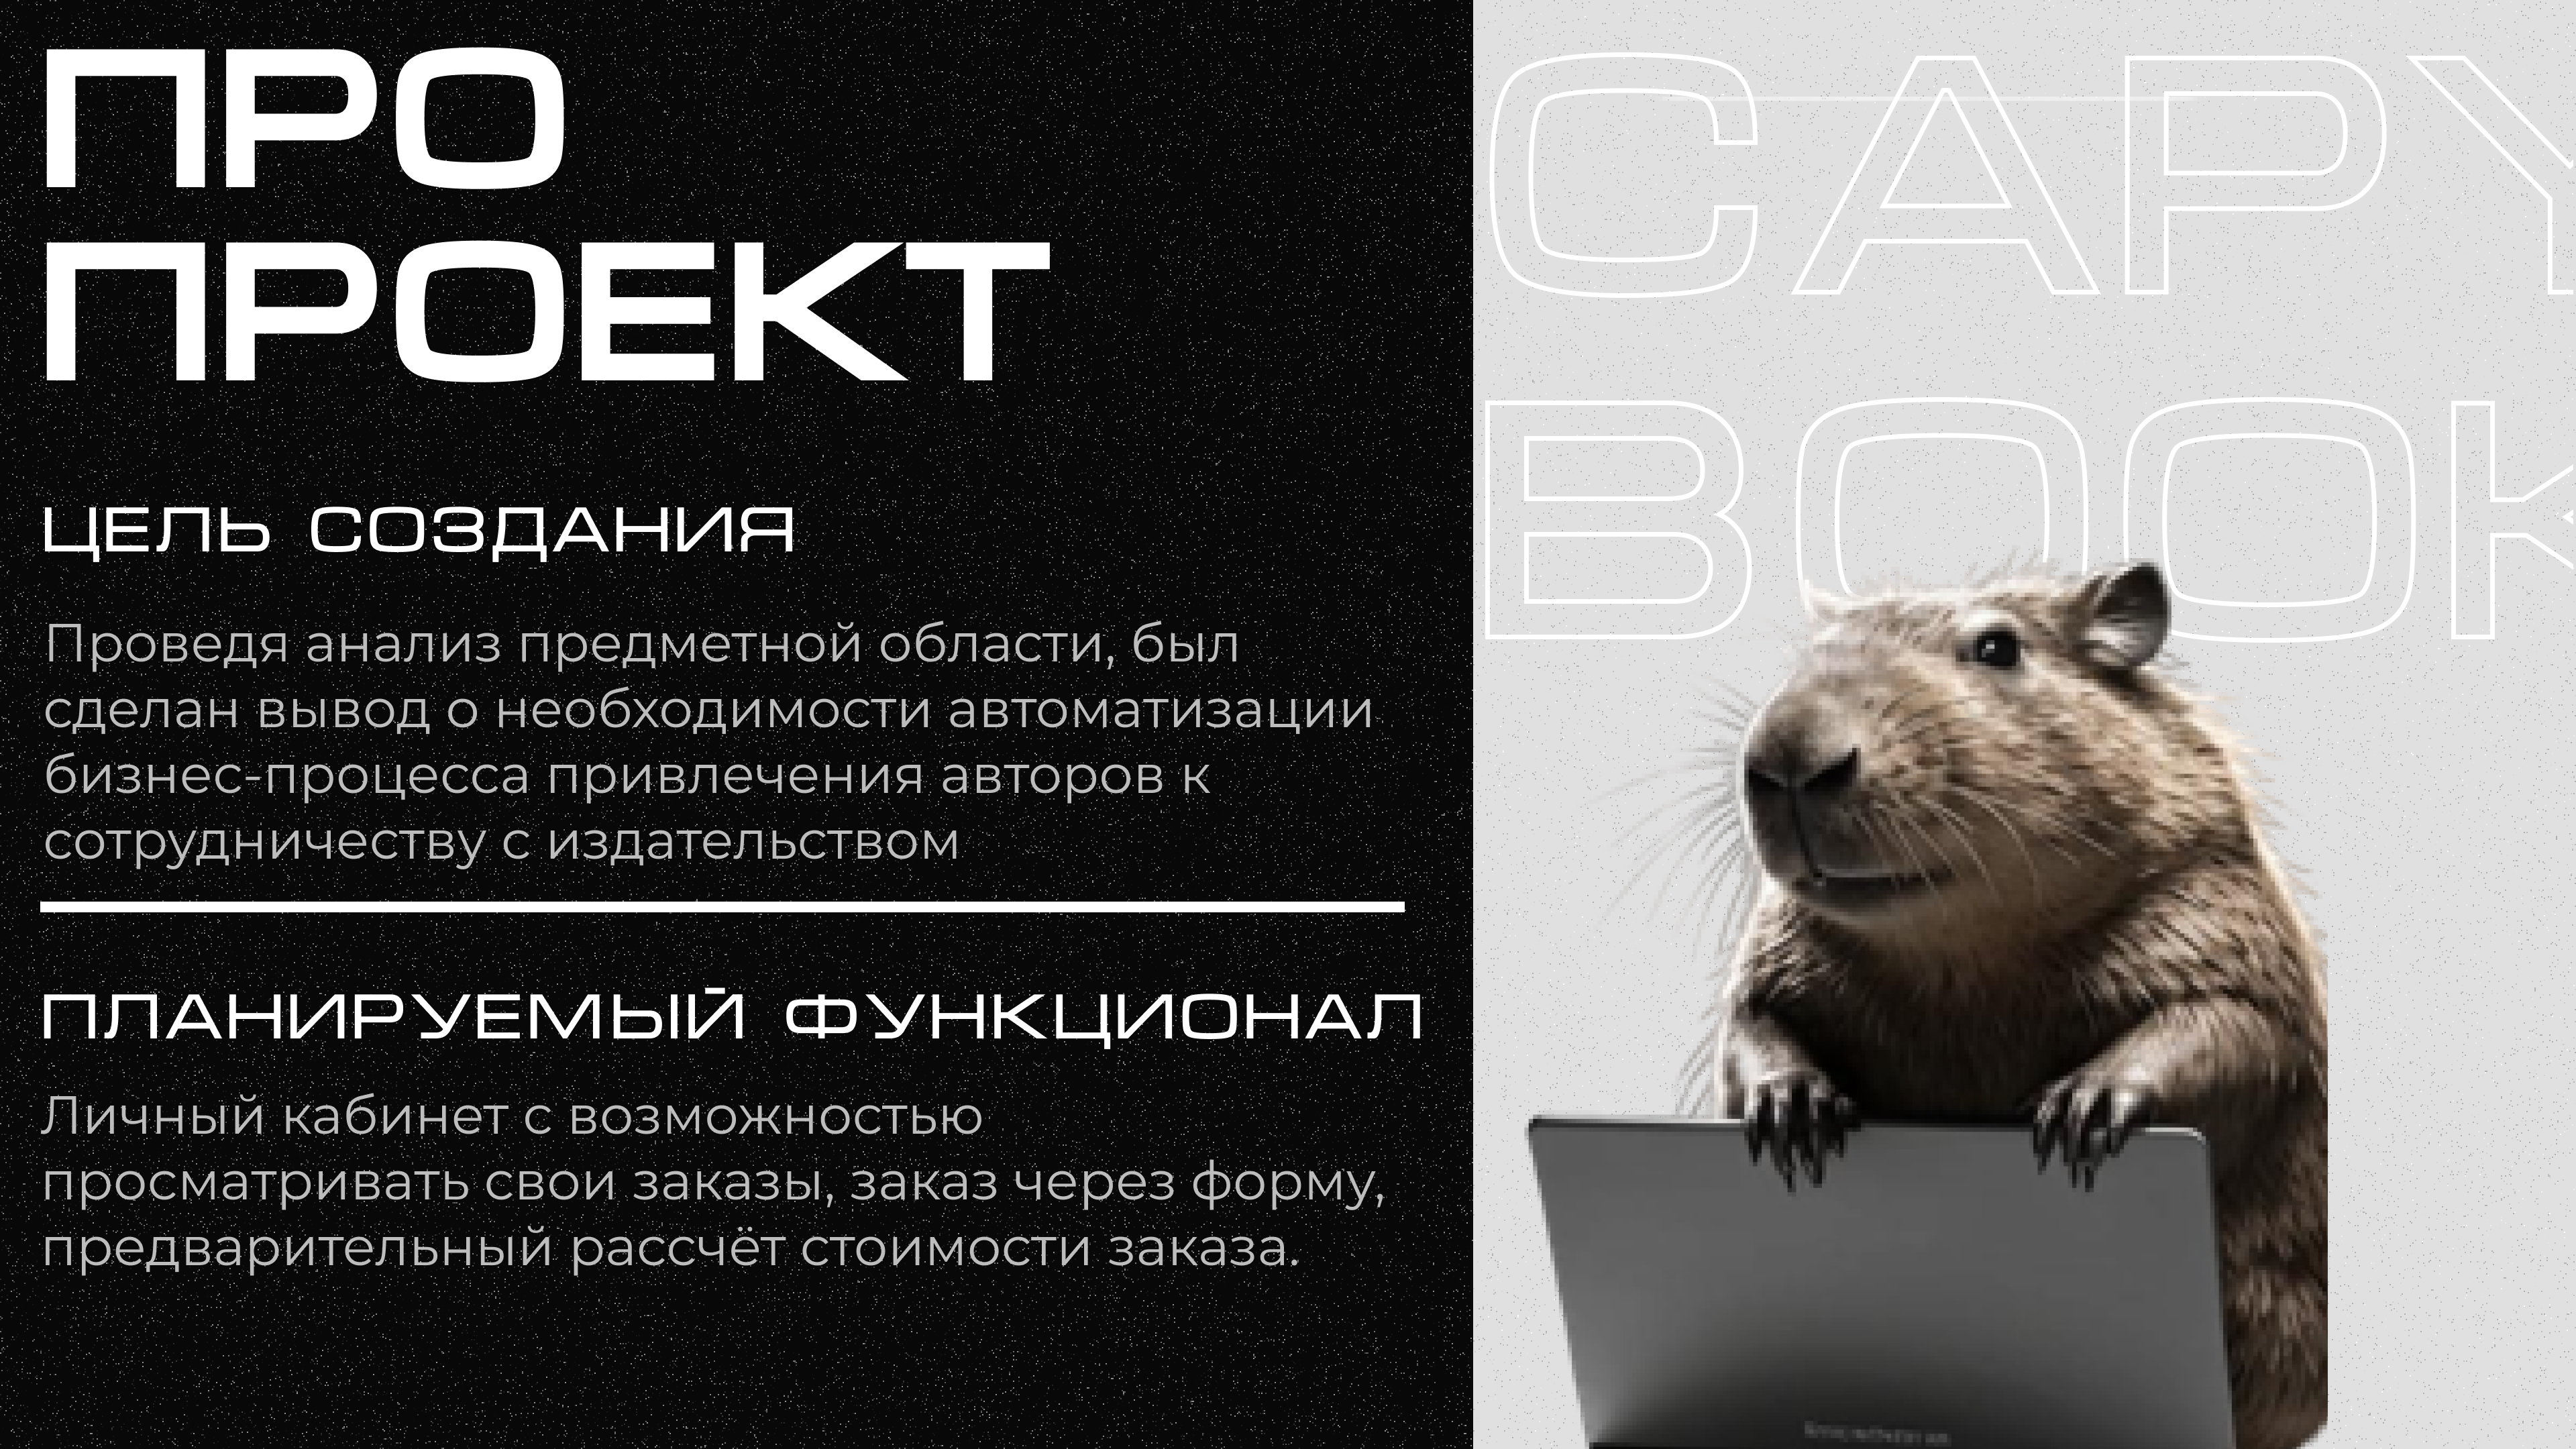 ПРО
ПРОЕКТ
ЦЕЛЬ СОЗДАНИЯ
Проведя анализ предметной области, был
сделан вывод о необходимости автоматизации
бизнес-процесса привлечения авторов к
сотрудничеству с издательством
ПЛАНИРУЕМЫЙ ФУНКЦИОНАЛ
Личный кабинет с возможностью
просматривать свои заказы, заказ через форму,
предварительный рассчёт стоимости заказа.
CAPY
BOOK